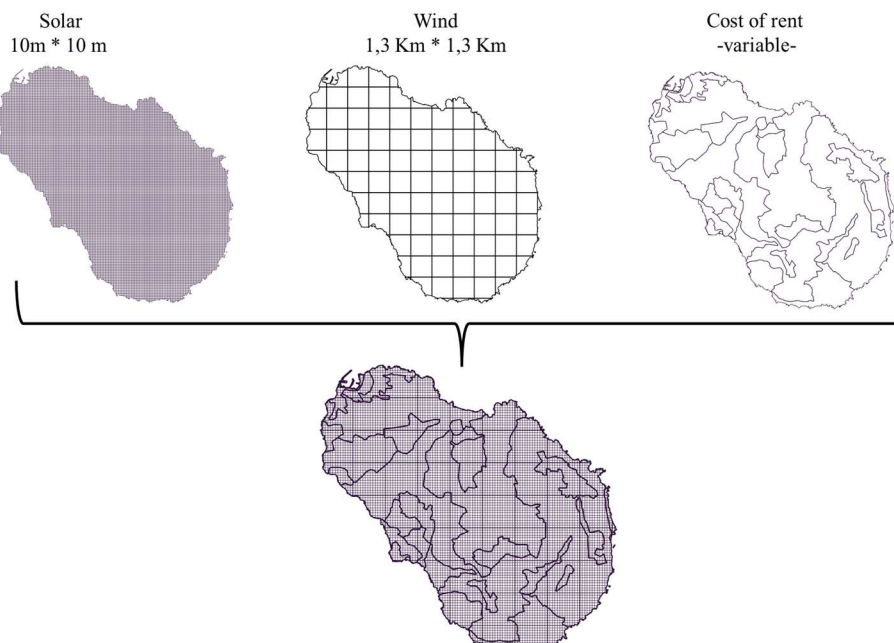 Solar
10m * 10 m
Wind
1,3 Km * 1,3 Km
Cost of rent
-variable-